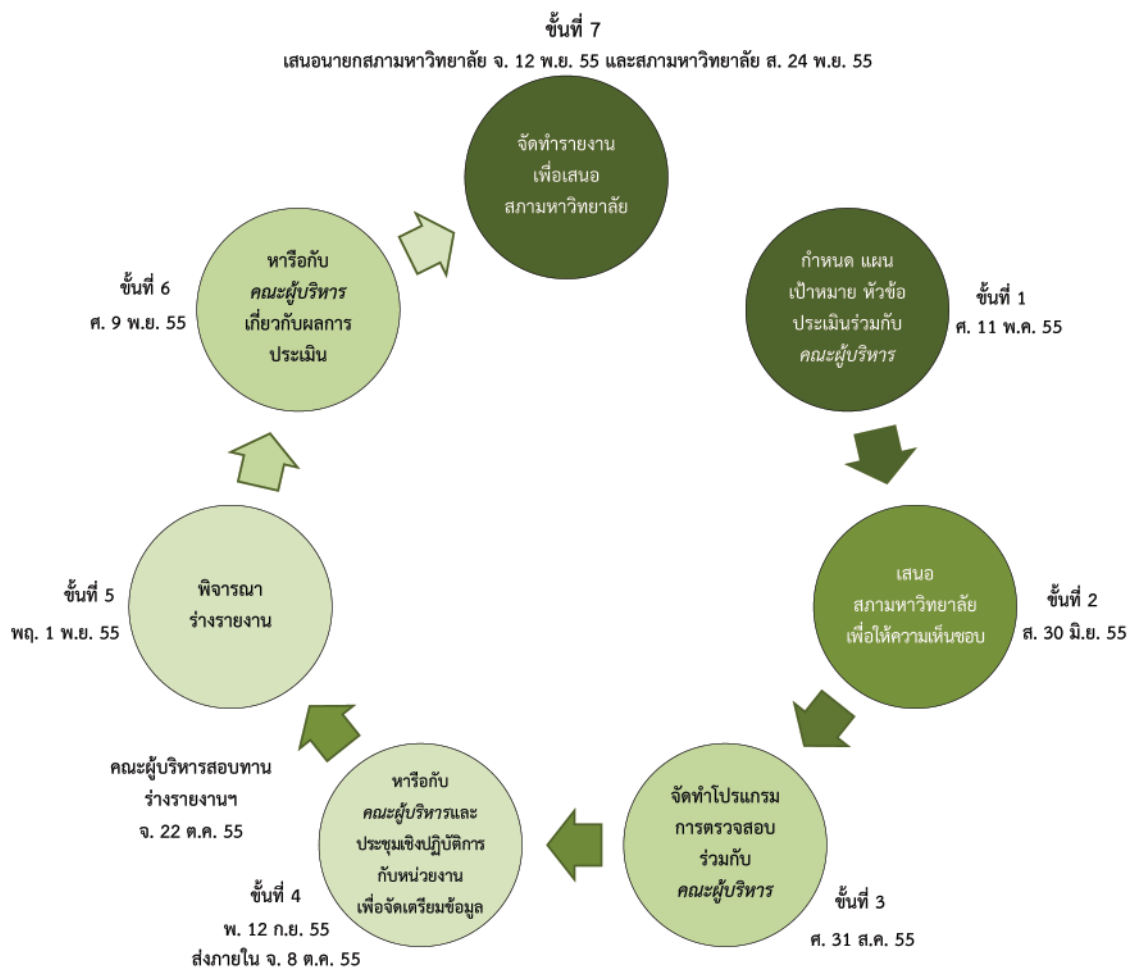 ขั้นที่ 7
เสนอนายกสภามหาวิทยาลัย จ. 12 พ.ย. 55 และสภามหาวิทยาลัย ส. 24 พ.ย. 55
จัดทำรายงาน
เพื่อเสนอ
สภามหาวิทยาลัย
กำหนด แผน
เป้าหมาย หัวข้อ
ประเมินร่วมกับ
คณะผู้บริหาร
ขั้นที่ 1
ศ. 11 พ.ค. 55
เสนอ
สภามหาวิทยาลัย
เพื่อให้ความเห็นชอบ
ขั้นที่ 2
ส. 30 มิ.ย. 55
จัดทำโปรแกรม
การตรวจสอบ
ร่วมกับ
คณะผู้บริหาร
ขั้นที่ 3
ศ. 31 ส.ค. 55
หารือกับ
คณะผู้บริหารและ
ประชุมเชิงปฏิบัติการ
กับหน่วยงาน
เพื่อจัดเตรียมข้อมูล
ขั้นที่ 4
พ. 12 ก.ย. 55
ส่งภายใน จ. 8 ต.ค. 55
คณะผู้บริหารสอบทาน
ร่างรายงานฯ
จ. 22 ต.ค. 55
พิจารณา
ร่างรายงาน
ขั้นที่ 5
พฤ. 1 พ.ย. 55
หารือกับ
คณะผู้บริหาร
เกี่ยวกับผลการ
ประเมิน
ขั้นที่ 6
ศ. 9 พ.ย. 55